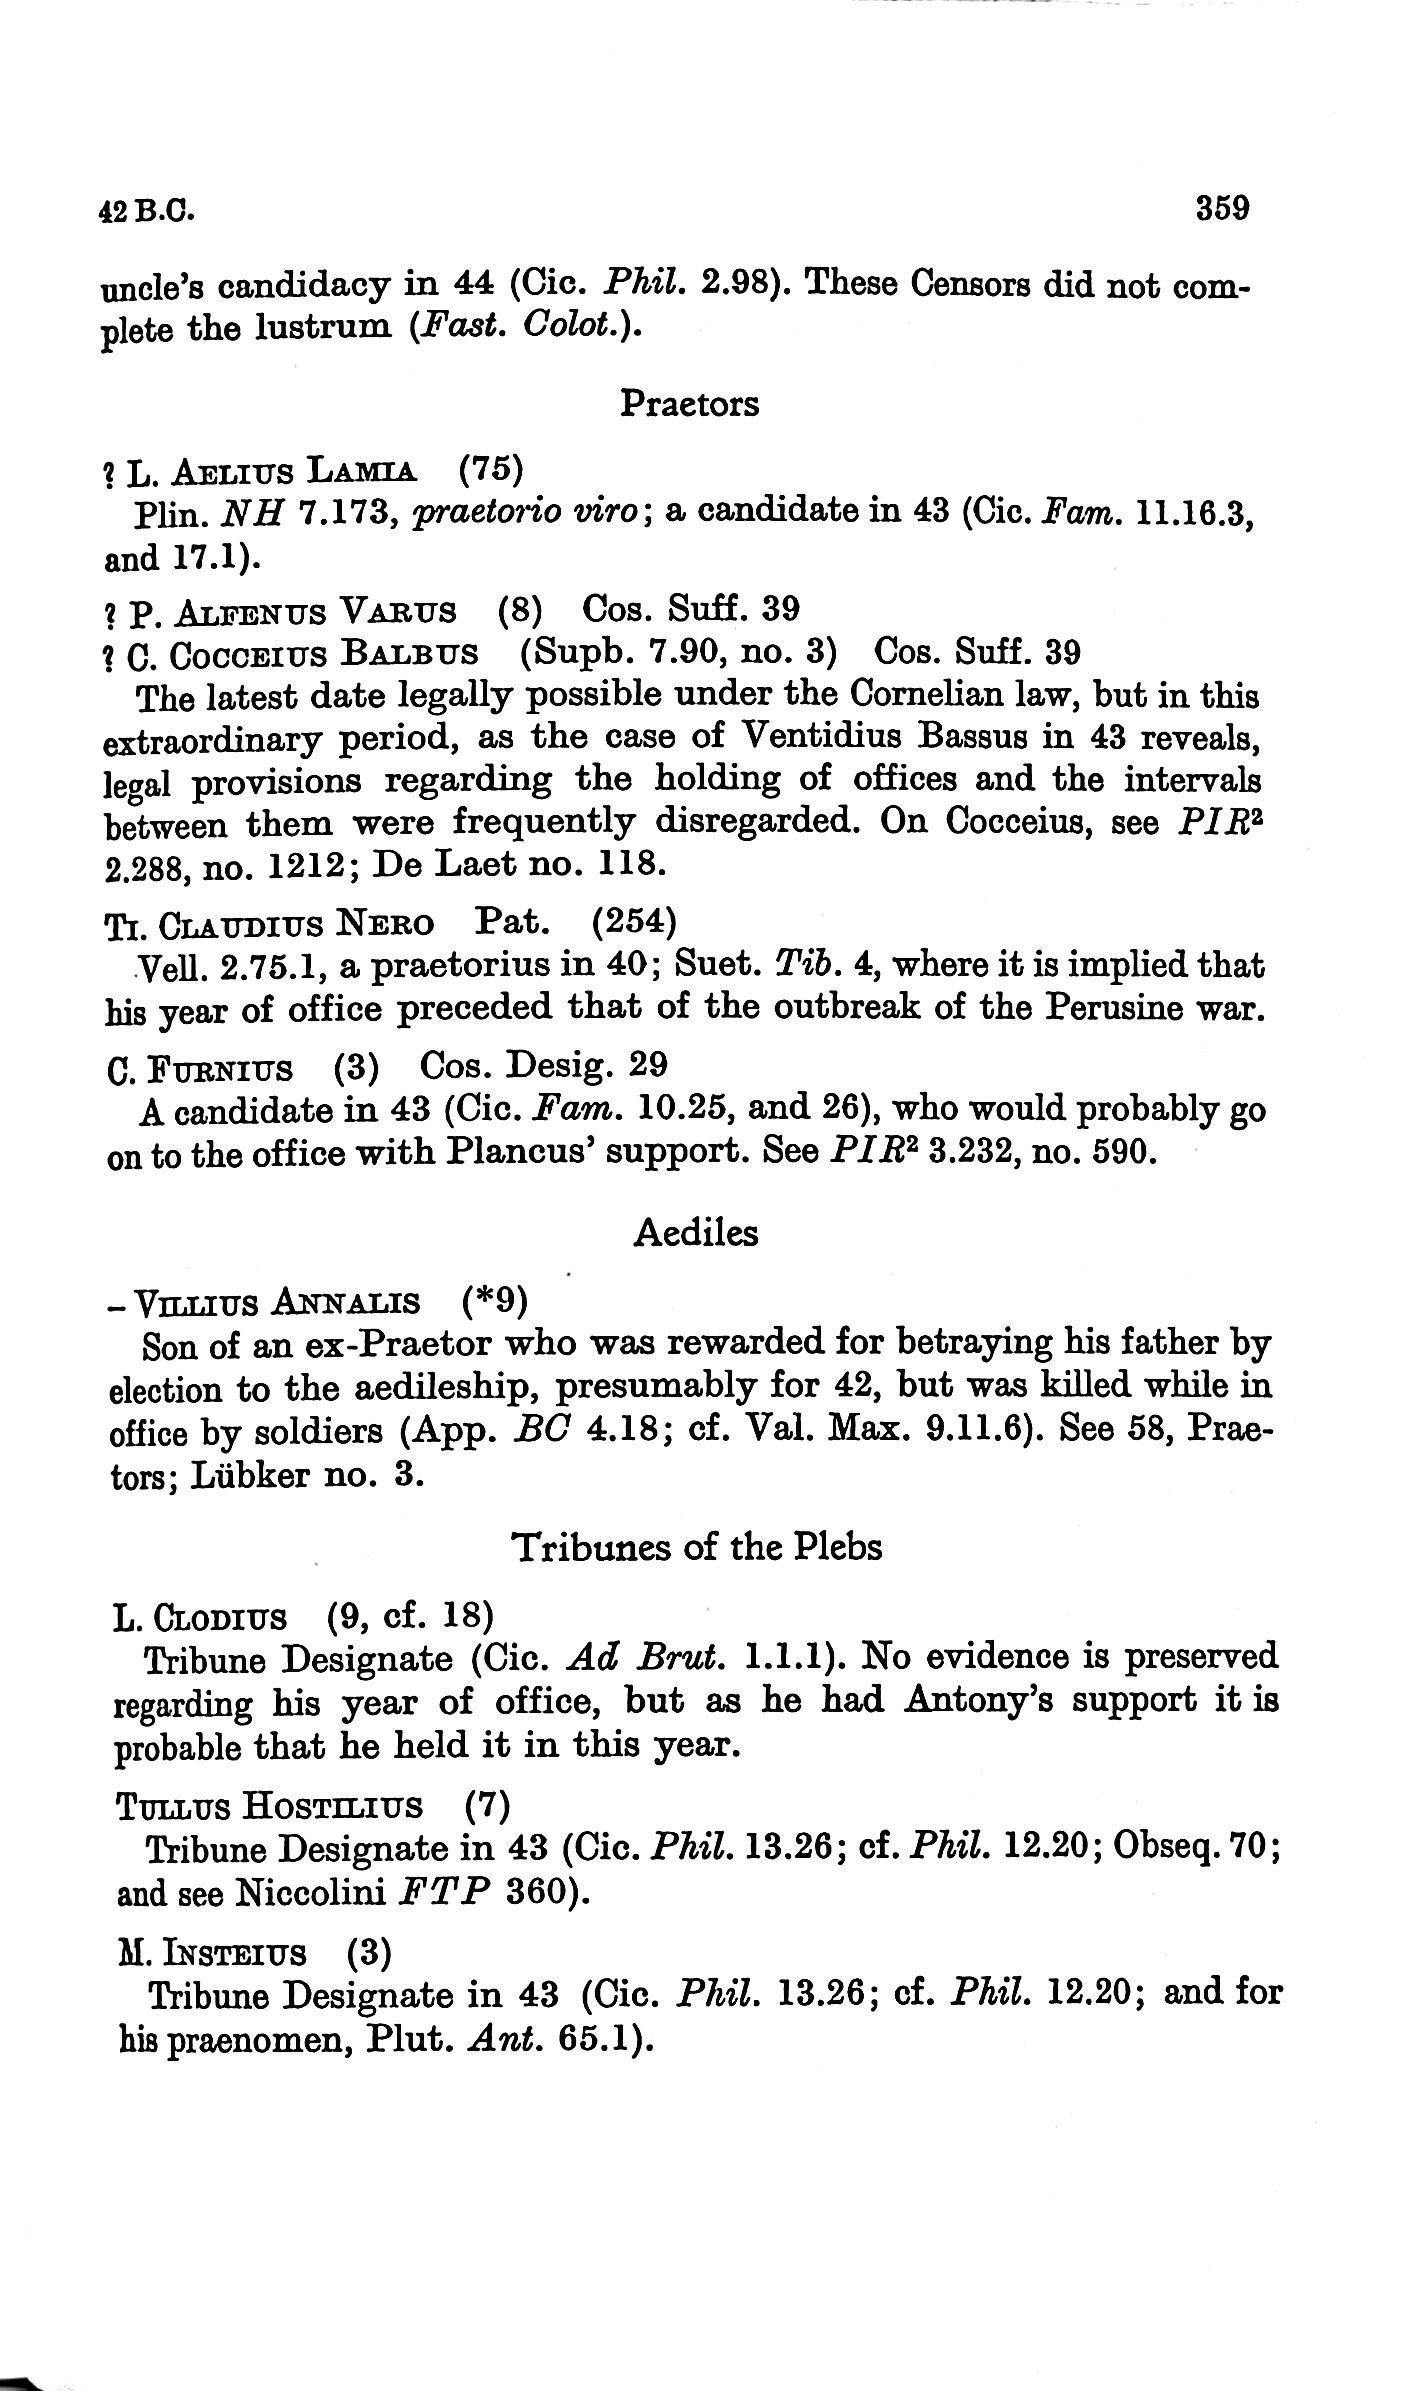 42 B.C. 359
uncle's candidacy in 44 (Cic. Phil. 2.98). These Censors did not com-
plete the lustrum (Fast. Colot.).
Praetors
? L. AELIUS LAMIA (75)
Plin. NH 7.173, praetorio viro; a candidate in 43 (Cic. Fam. 11.16.3,
and 17.1).
? P. ALFENUS VARUS (8) Cos. Suff. 39
? C. COCCEIUS BALBUS (Supb. 7.90, no. 3) Cos. Suff. 39
The latest date legally possible under the Cornelian law, but in this
extraordinary period, as the case of Ventidius Bassus in 43 reveals,
legal provisions regarding the holding of offices and the intervals
between them were frequently disregarded. On Cocceius, see PIR²
2.288, no. 1212; De Laet no. 118.
TI. CLAUDIUS NERO Pat. (254)
Vell. 2.75.1, a praetorius in 40; Suet. Tib. 4, where it is implied that
his year of office preceded that of the outbreak of the Perusine war.
C. FURNIUS (3) Cos. Desig. 29
A candidate in 43 (Cic. Fam. 10.25, and 26), who would probably go
on to the office with Plancus' support. See PIR² 3.232, no. 590.
Aediles
– VILLIUS ANNALIS (*9)
Son of an ex-Praetor who was rewarded for betraying his father by
election to the aedileship, presumably for 42, but was killed while in
office by soldiers (App. BC 4.18; cf. Val. Max. 9.11.6). See 58, Prae-
tors; Lübker no. 3.
Tribunes of the Plebs
L. CLODIUS (9, cf. 18)
Tribune Designate (Cic. Ad Brut. 1.1.1). No evidence is preserved
regarding his year of office, but as he had Antony's support it is
probable that he held it in this year.
TULLUS HOSTILIUS (7)
Tribune Designate in 43 (Cic. Phil. 13.26; cf. Phil. 12.20; Obseq. 70;
and see Niccolini FTP 360).
M. INSTEIUS (3)
Tribune Designate in 43 (Cic. Phil. 13.26; cf. Phil. 12.20; and for
his praenomen, Plut. Ant. 65.1).